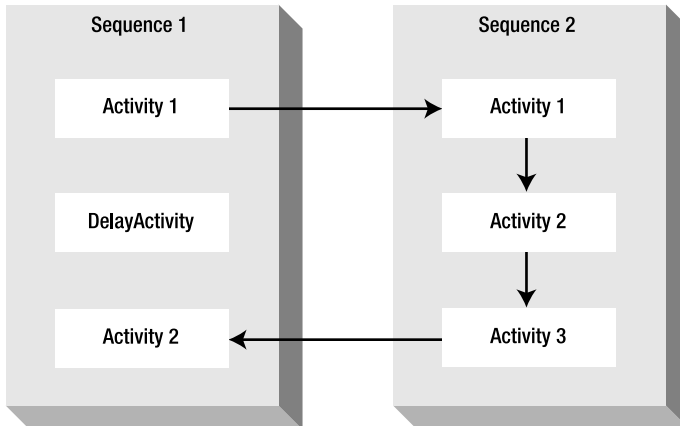 Sequence 1
Activity 1
DelayActivity
Activity 2
Sequence 2
Activity 1
Activity 2
Activity 3